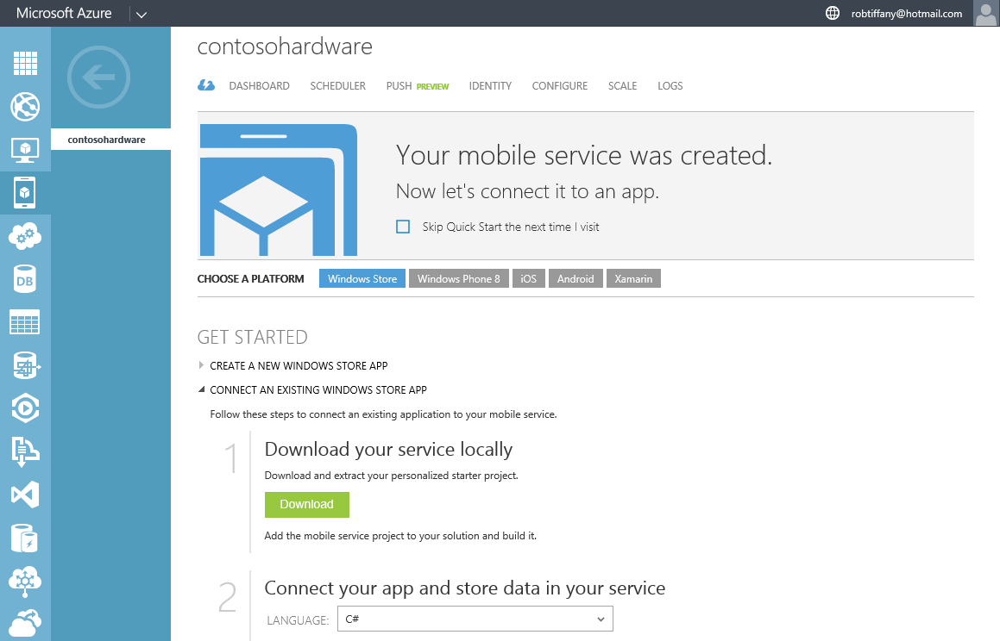 Microsoft Azure
robtiffany@hotmail.com
contosohardware
contosohardware
DASHBOARD SCHEDULER PUSH PREVIEW IDENTITY CONFIGURE SCALE LOGS
Your mobile service was created.
Now let's connect it to an app.
Skip Quick Start the next time I visit
CHOOSE A PLATFORM Windows Store Windows Phone 8 iOS Android Xamarin
GET STARTED
CREATE A NEW WINDOWS STORE APP
CONNECT AN EXISTING WINDOWS STORE APP
Follow these steps to connect an existing application to your mobile service.
1 Download your service locally
Download and extract your personalized starter project.
Download
Add the mobile service project to your solution and build it.
2 Connect your app and store data in your service
LANGUAGE: C#
DB